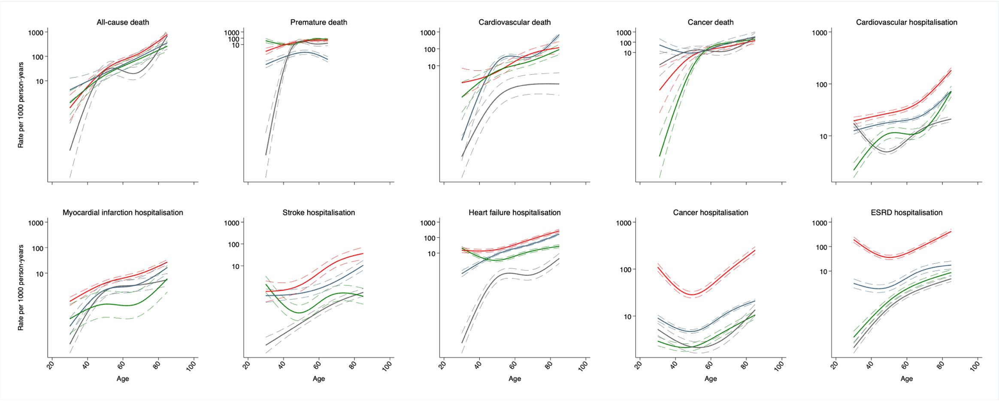 All-cause death
Premature death
Cardiovascular death
Cancer death
Cardiovascular hospitalisation
Rate per 1000 person-years
1000
100
10
1000
100
10
1000
100
10
1000
100
10
1000
100
10
Myocardial infarction hospitalisation
Stroke hospitalisation
Heart failure hospitalisation
Cancer hospitalisation
ESRD hospitalisation
Rate per 1000 person-years
1000
100
10
1000
100
10
1000
100
10
1000
100
10
1000
100
10
20 40 60 80 100
20 40 60 80 100
20 40 60 80 100
20 40 60 80 100
20 40 60 80 100
Age
Age
Age
Age
Age